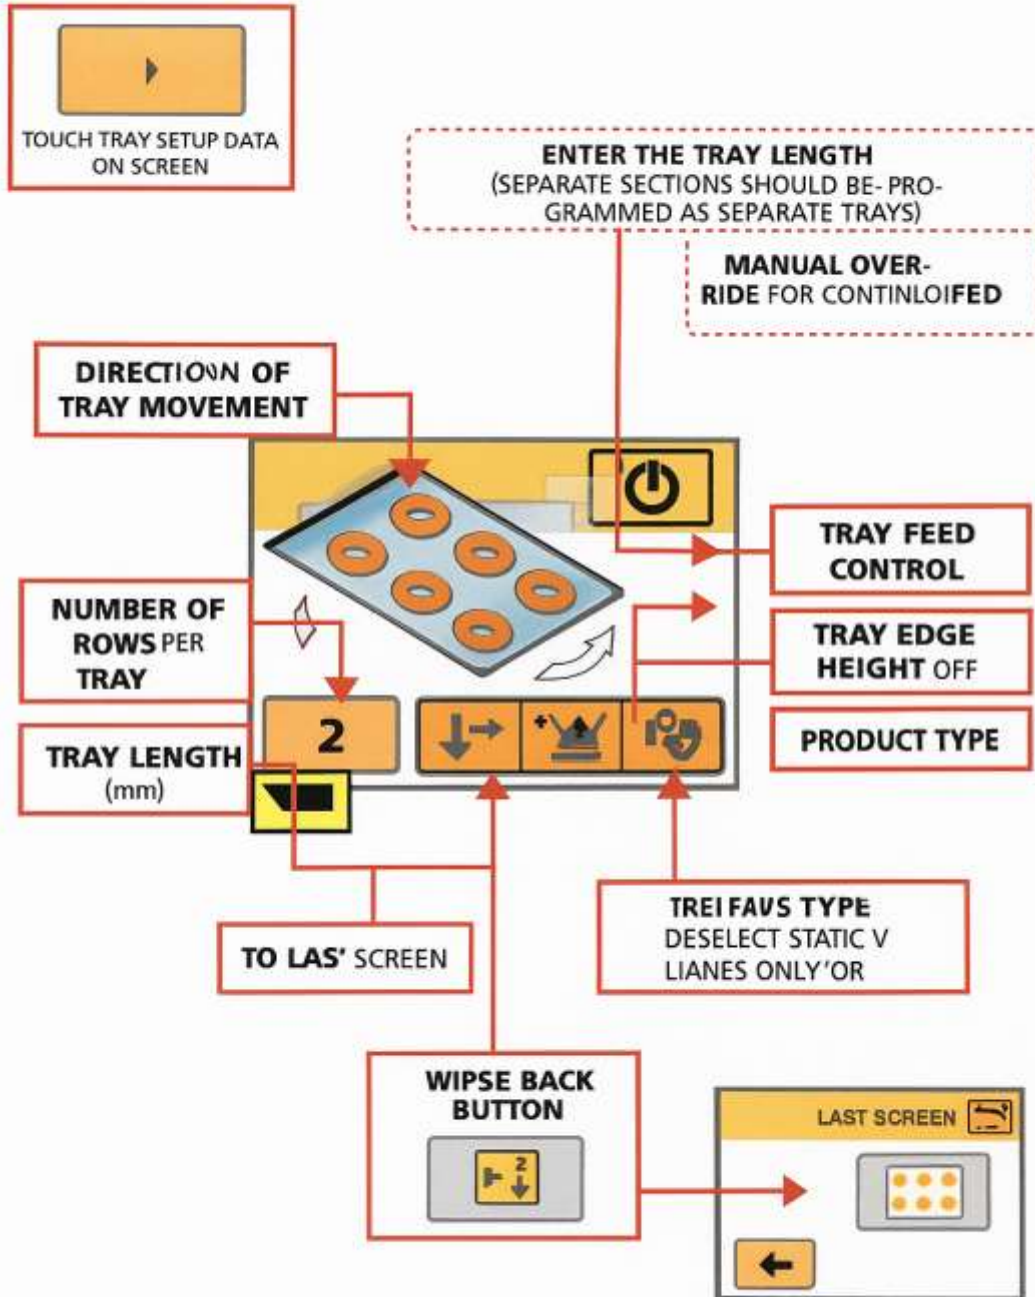 TOUCH TRAY SETUP DATA
ON SCREEN
ENTER THE TRAY LENGTH
(SEPARATE SECTIONS SHOULD BE- PRO-
GRAMMED AS SEPARATE TRAYS)
MANUAL OVER-
RIDE FOR CONTINLOIFED
DIRECTIOVN OF
TRAY MOVEMENT
TRAY FEED
CONTROL
NUMBER OF
ROWS PER
TRAY
TRAY EDGE
HEIGHT OFF
2
PRODUCT TYPE
TRAY LENGTH
(mm)
TREI FAVS TYPE
DESELECT STATIC V
LIANES ONLY'OR
TO LAS' SCREEN
WIPSE BACK
BUTTON
2
LAST SCREEN